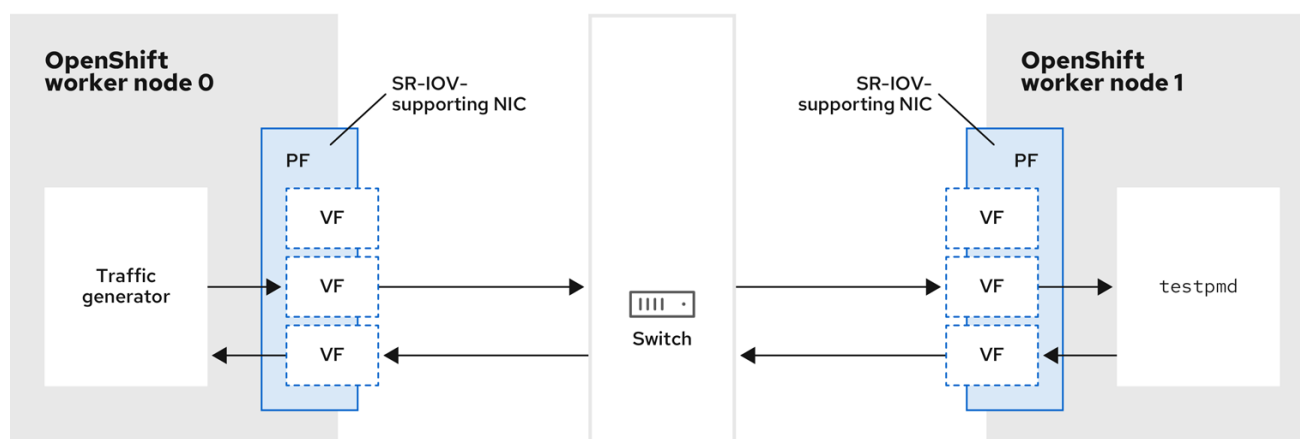 OpenShift
worker node 0
SR-IOV-
supporting NIC
PF
VF
VF
VF
Traffic
generator
Switch
SR-IOV-
supporting NIC
OpenShift
worker node 1
PF
VF
VF
VF
testpmd